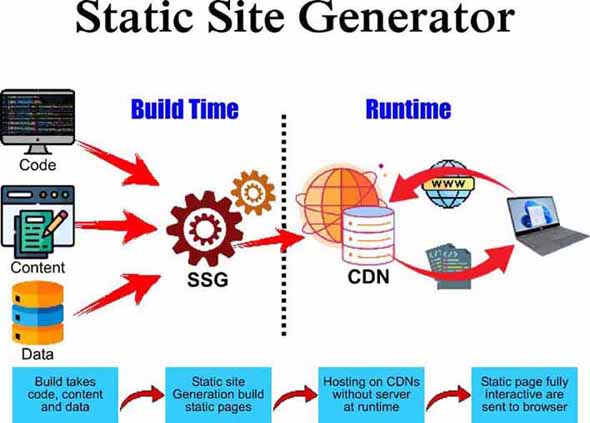 Static Site Generator
Build Time
Runtime
Code
Content
Data
SSG
CDN
WWW
Build takes
code, content
and data
Static site
Generation build
static pages
Hosting on CDNs
without server
at runtime
Static page fully
interactive are
sent to browser